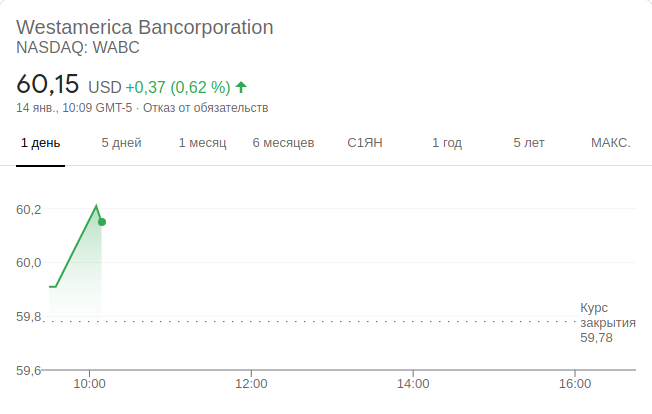 Westamerica Bancorporation
NASDAQ: WABC
60,15 USD +0,37 (0,62 %)
14 янв., 10:09 GMT-5 · Отказ от обязательств
1 день 5 дней 1 месяц 6 месяцев С1ЯН 1 год 5 лет МАКС.
60,2
60,0
59,8
59,6
Курс
закрытия
59,78
10:00 12:00 14:00 16:00